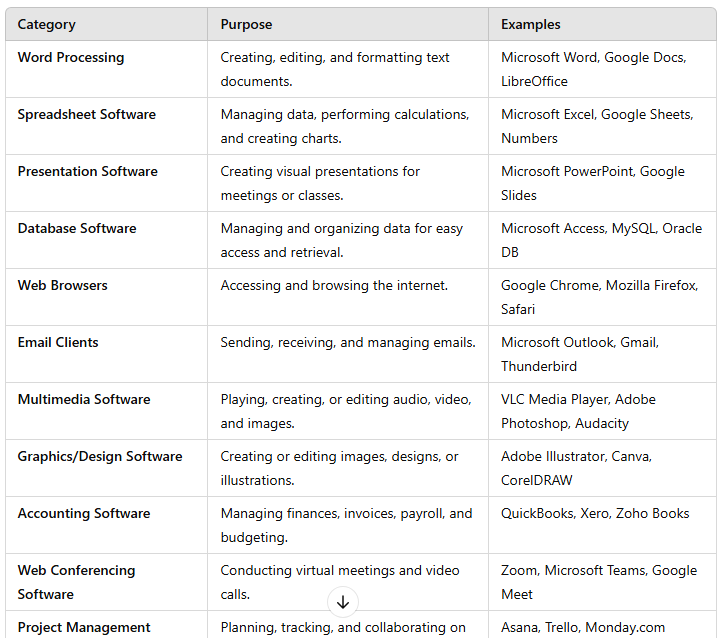 Category Purpose Examples
Word Processing Creating, editing, and formatting text Microsoft Word, Google Docs,
documents. LibreOffice
Spreadsheet Software Managing data, performing calculations, Microsoft Excel, Google Sheets,
and creating charts. Numbers
Presentation Software Creating visual presentations for Microsoft PowerPoint, Google
meetings or classes. Slides
Database Software Managing and organizing data for easy Microsoft Access, MySQL, Oracle
access and retrieval. DB
Web Browsers Accessing and browsing the internet. Google Chrome, Mozilla Firefox,
Safari
Email Clients Sending, receiving, and managing emails. Microsoft Outlook, Gmail,
Thunderbird
Multimedia Software Playing, creating, or editing audio, video, VLC Media Player, Adobe
and images. Photoshop, Audacity
Graphics/Design Software Creating or editing images, designs, or Adobe Illustrator, Canva,
illustrations. CorelDRAW
Accounting Software Managing finances, invoices, payroll, and QuickBooks, Xero, Zoho Books
budgeting.
Web Conferencing Conducting virtual meetings and video Zoom, Microsoft Teams, Google
Software calls. Meet
Project Management Planning, tracking, and collaborating on Asana, Trello, Monday.com